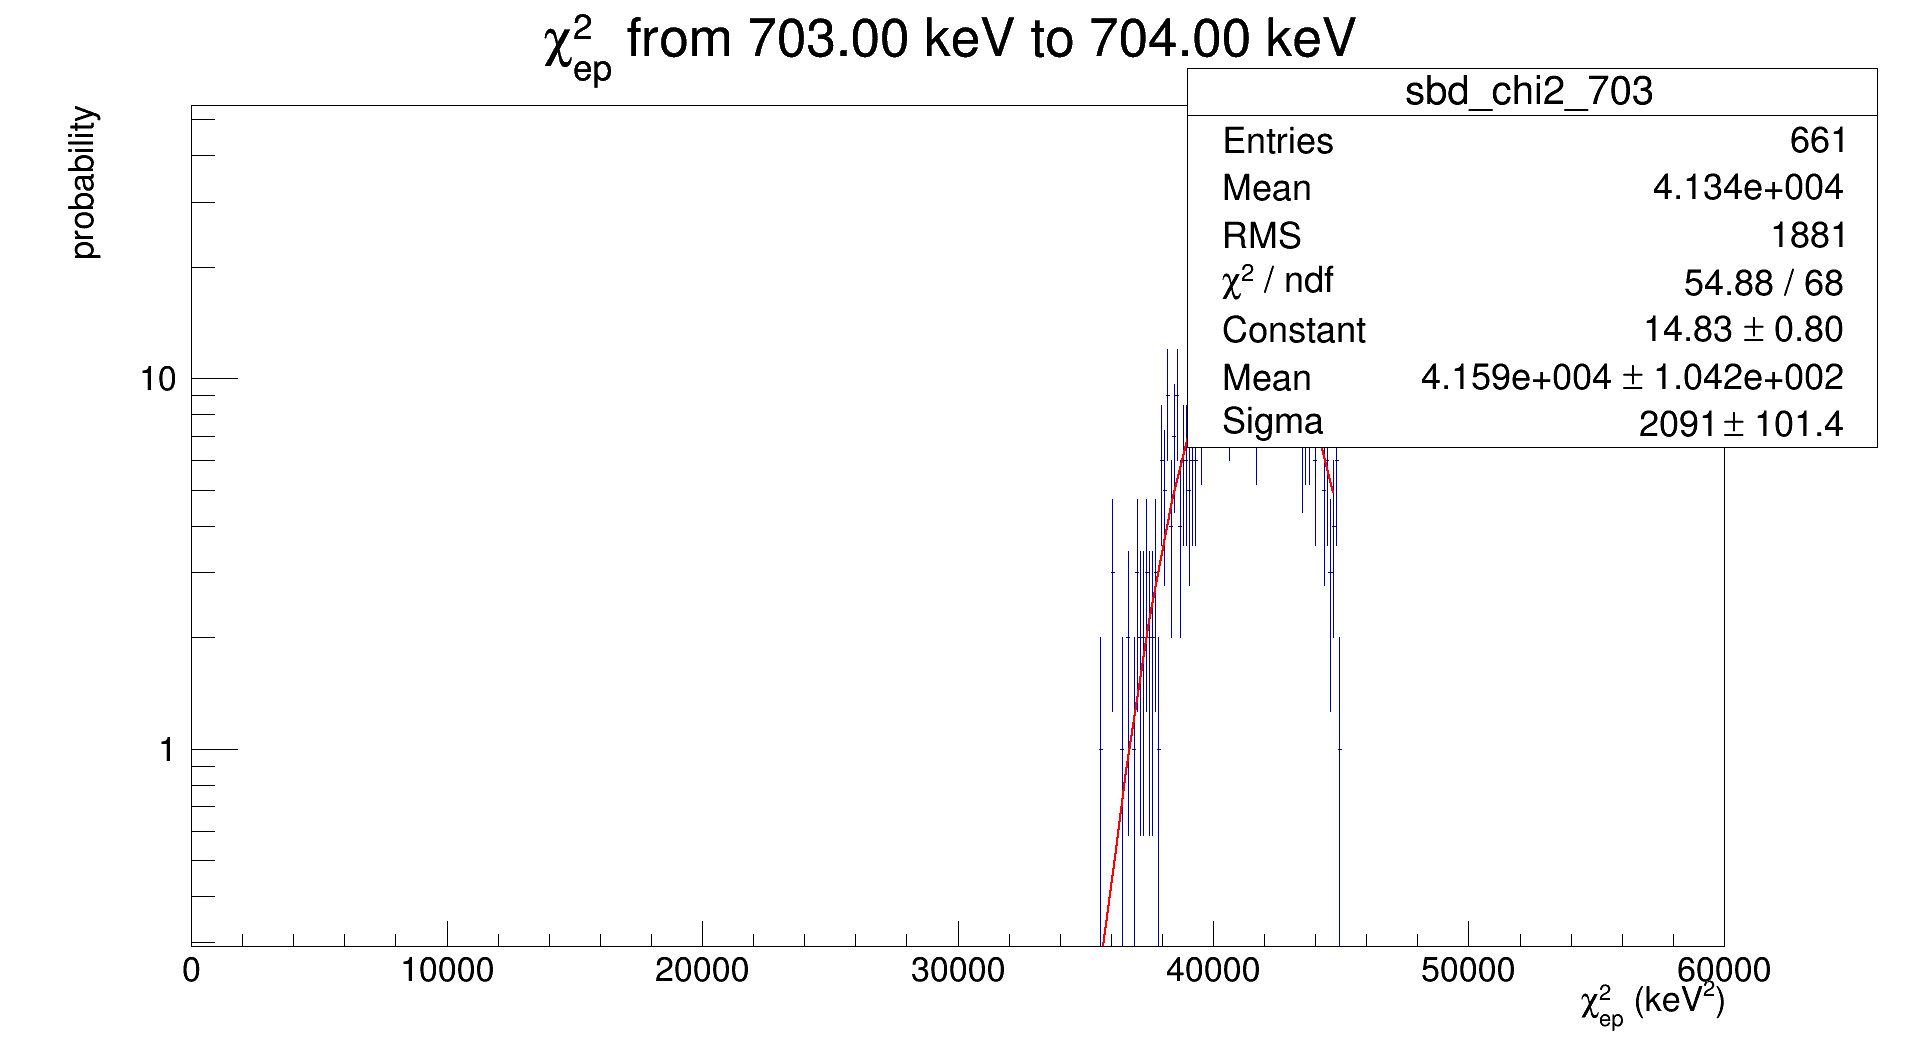 χ²ep from 703.00 keV to 704.00 keV
sbd_chi2_703
Entries 661
Mean 4.134e+004
RMS 1881
χ² / ndf 54.88 / 68
Constant 14.83 ± 0.80
Mean 4.159e+004 ± 1.042e+002
Sigma 2091 ± 101.4
probability
10
1
0 10000 20000 30000 40000 50000 60000
χ²ep (keV²)